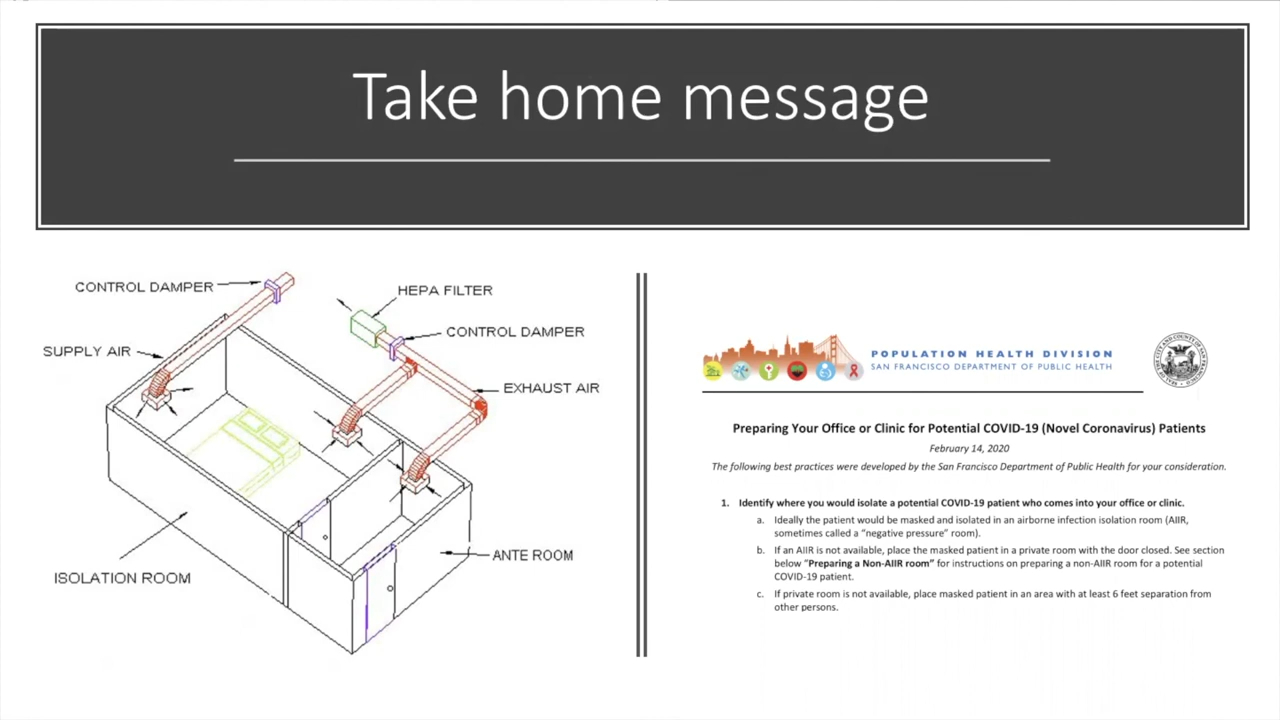 Take home message
CONTROL DAMPER
HEPA FILTER
CONTROL DAMPER
SUPPLY AIR
EXHAUST AIR
ANTE ROOM
ISOLATION ROOM
POPULATION HEALTH DIVISION
SAN FRANCISCO DEPARTMENT OF PUBLIC HEALTH
Preparing Your Office or Clinic for Potential COVID-19 (Novel Coronavirus) Patients
February 14, 2020
The following best practices were developed by the San Francisco Department of Public Health for your consideration.
1. Identify where you would isolate a potential COVID-19 patient who comes into your office or clinic.
a. Ideally the patient would be masked and isolated in an airborne infection isolation room (AIIR,
sometimes called a “negative pressure” room).
b. If an AIIR is not available, place the masked patient in a private room with the door closed. See section
below “Preparing a Non-AIIR room” for instructions on preparing a non-AIIR room for a potential
COVID-19 patient.
c. If private room is not available, place masked patient in an area with at least 6 feet separation from
other persons.